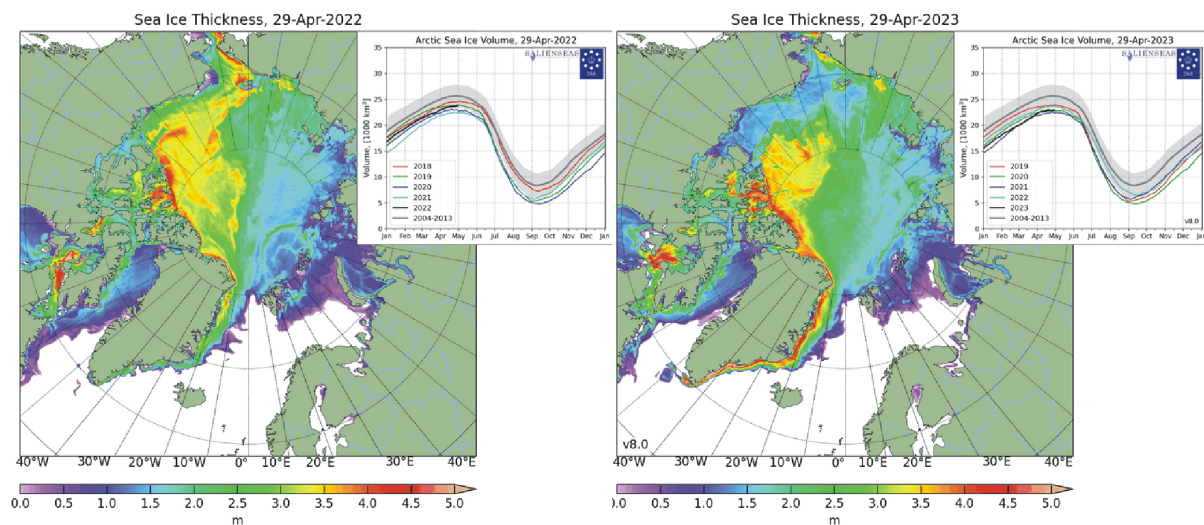 Sea Ice Thickness, 29-Apr-2022
Arctic Sea Ice Volume, 29-Apr-2022
SALIENSEAS
Volume, [1000 km³]
35
30
25
20
15
10
5
0
2018
2019
2020
2021
2022
2004-2013
Jan Feb Mar Apr May Jun Jul Aug Sep Oct Nov Dec Jan
40°W 30°W 20°W 10°W 0° 10°E 20°E 30°E 40°E
0.0 0.5 1.0 1.5 2.0 2.5 3.0 3.5 4.0 4.5 5.0
m
Sea Ice Thickness, 29-Apr-2023
Arctic Sea Ice Volume, 29-Apr-2023
SALIENSEAS
Volume, [1000 km³]
35
30
25
20
15
10
5
0
2019
2020
2021
2022
2023
2004-2013
v8.0
Jan Feb Mar Apr May Jun Jul Aug Sep Oct Nov Dec
v8.0
40°W 30°W 20°W 10°W 0° 10°E 20°E 30°E 40°E
0.5 1.0 1.5 2.0 2.5 3.0 3.5 4.0 4.5 5.0
m